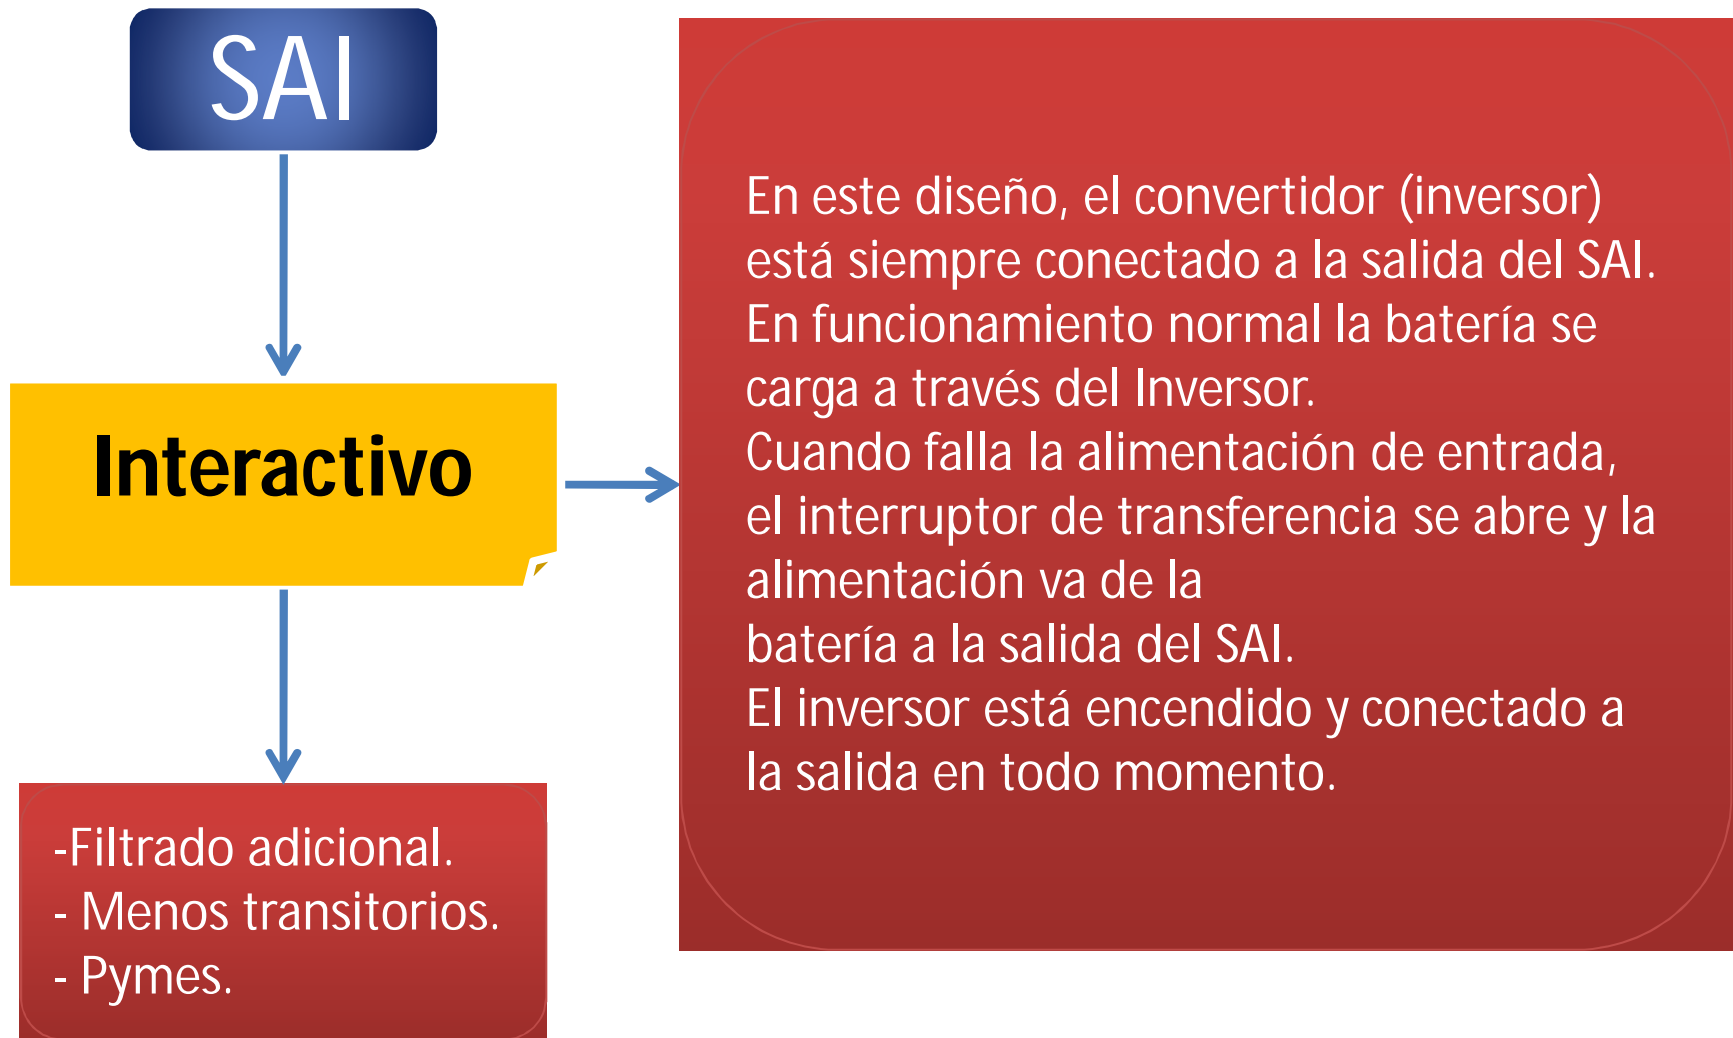 SAI
Interactivo
En este diseño, el convertidor (inversor)
está siempre conectado a la salida del SAI.
En funcionamiento normal la batería se
carga a través del Inversor.
Cuando falla la alimentación de entrada,
el interruptor de transferencia se abre y la
alimentación va de la
batería a la salida del SAI.
El inversor está encendido y conectado a
la salida en todo momento.
-Filtrado adicional.
- Menos transitorios.
- Pymes.